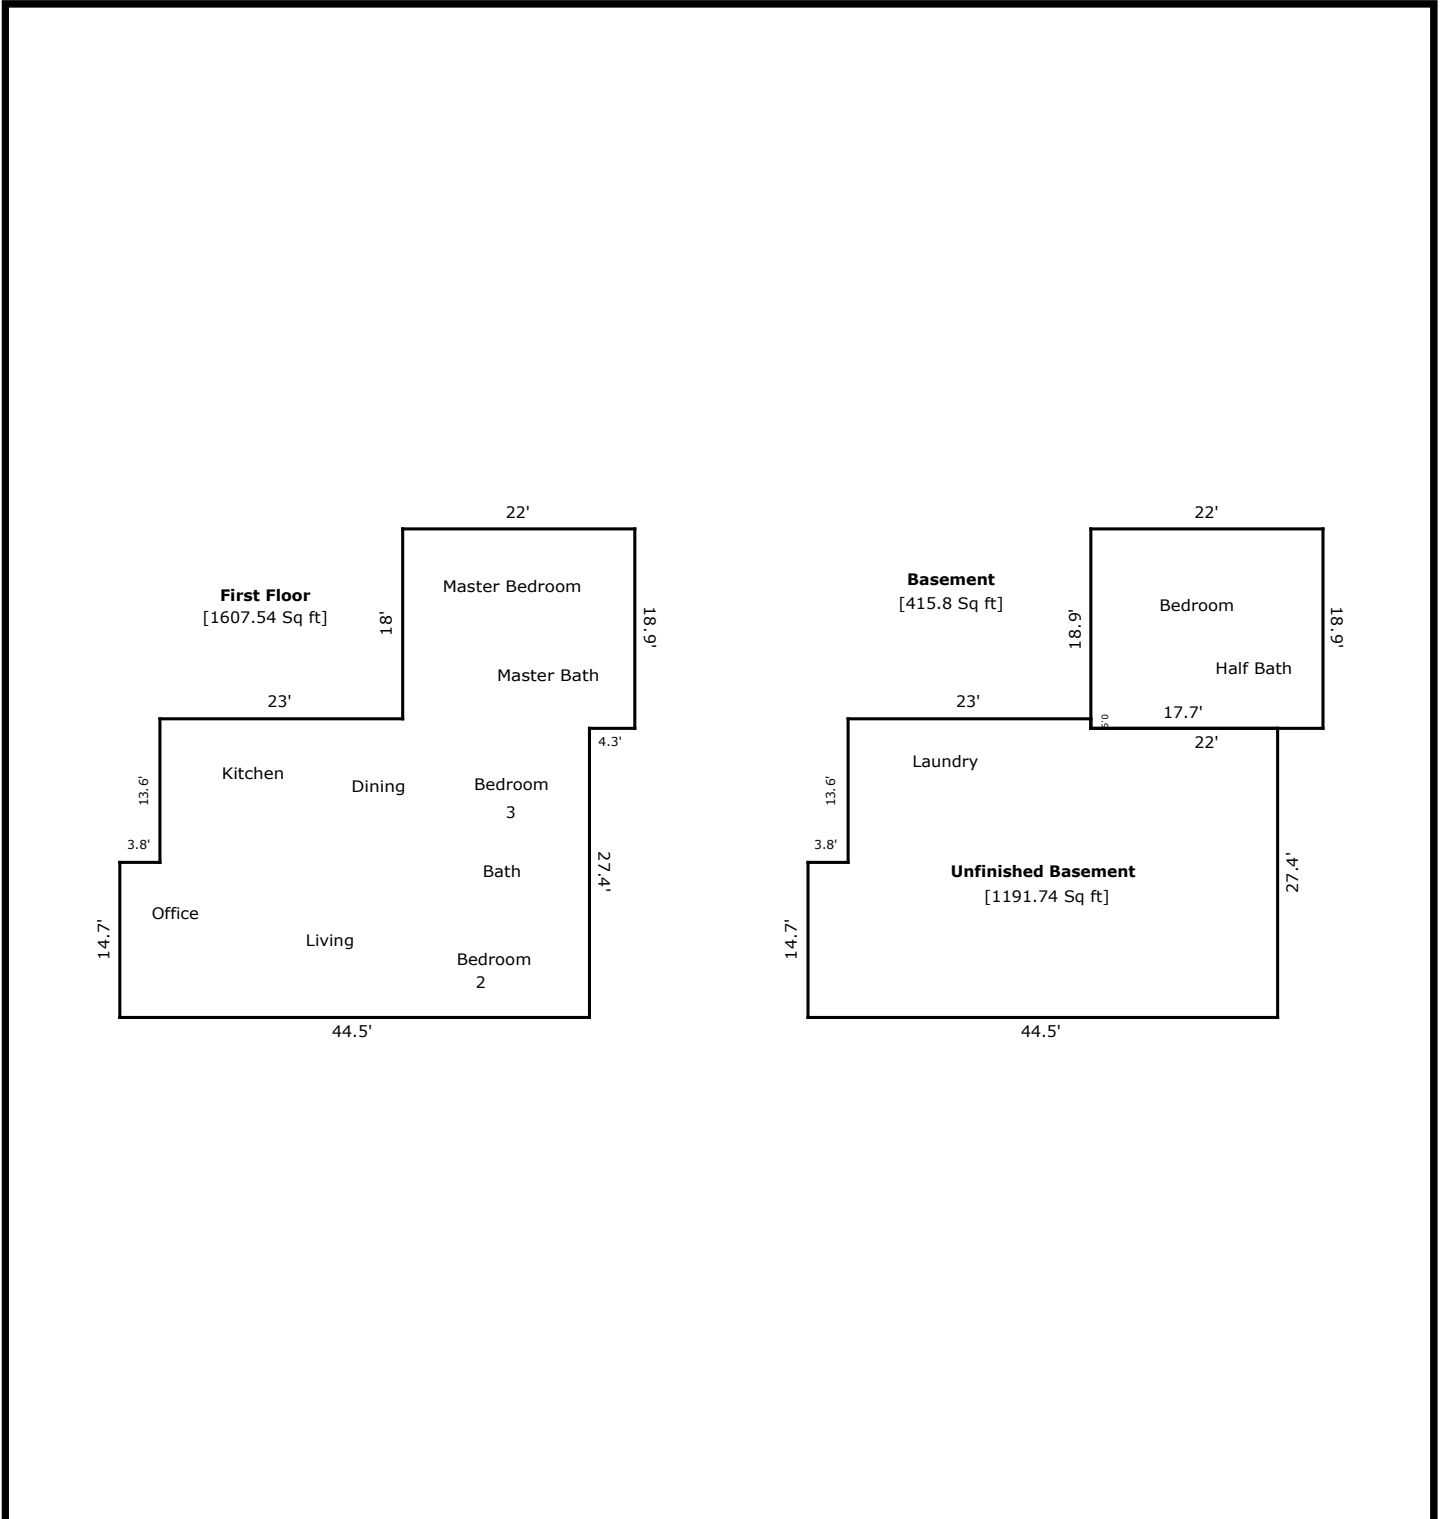 22'
First Floor
[1607.54 Sq ft]
18'
Master Bedroom
18.9'
Master Bath
23'
4.3'
13.6'
Kitchen
Dining
Bedroom
3
3.8'
Bath
27.4'
Office
14.7'
Living
Bedroom
2
44.5'
22'
Basement
[415.8 Sq ft]
18.9'
Bedroom
18.9'
Half Bath
23'
0.9'
17.7'
22'
13.6'
Laundry
3.8'
Unfinished Basement
[1191.74 Sq ft]
27.4'
14.7'
44.5'